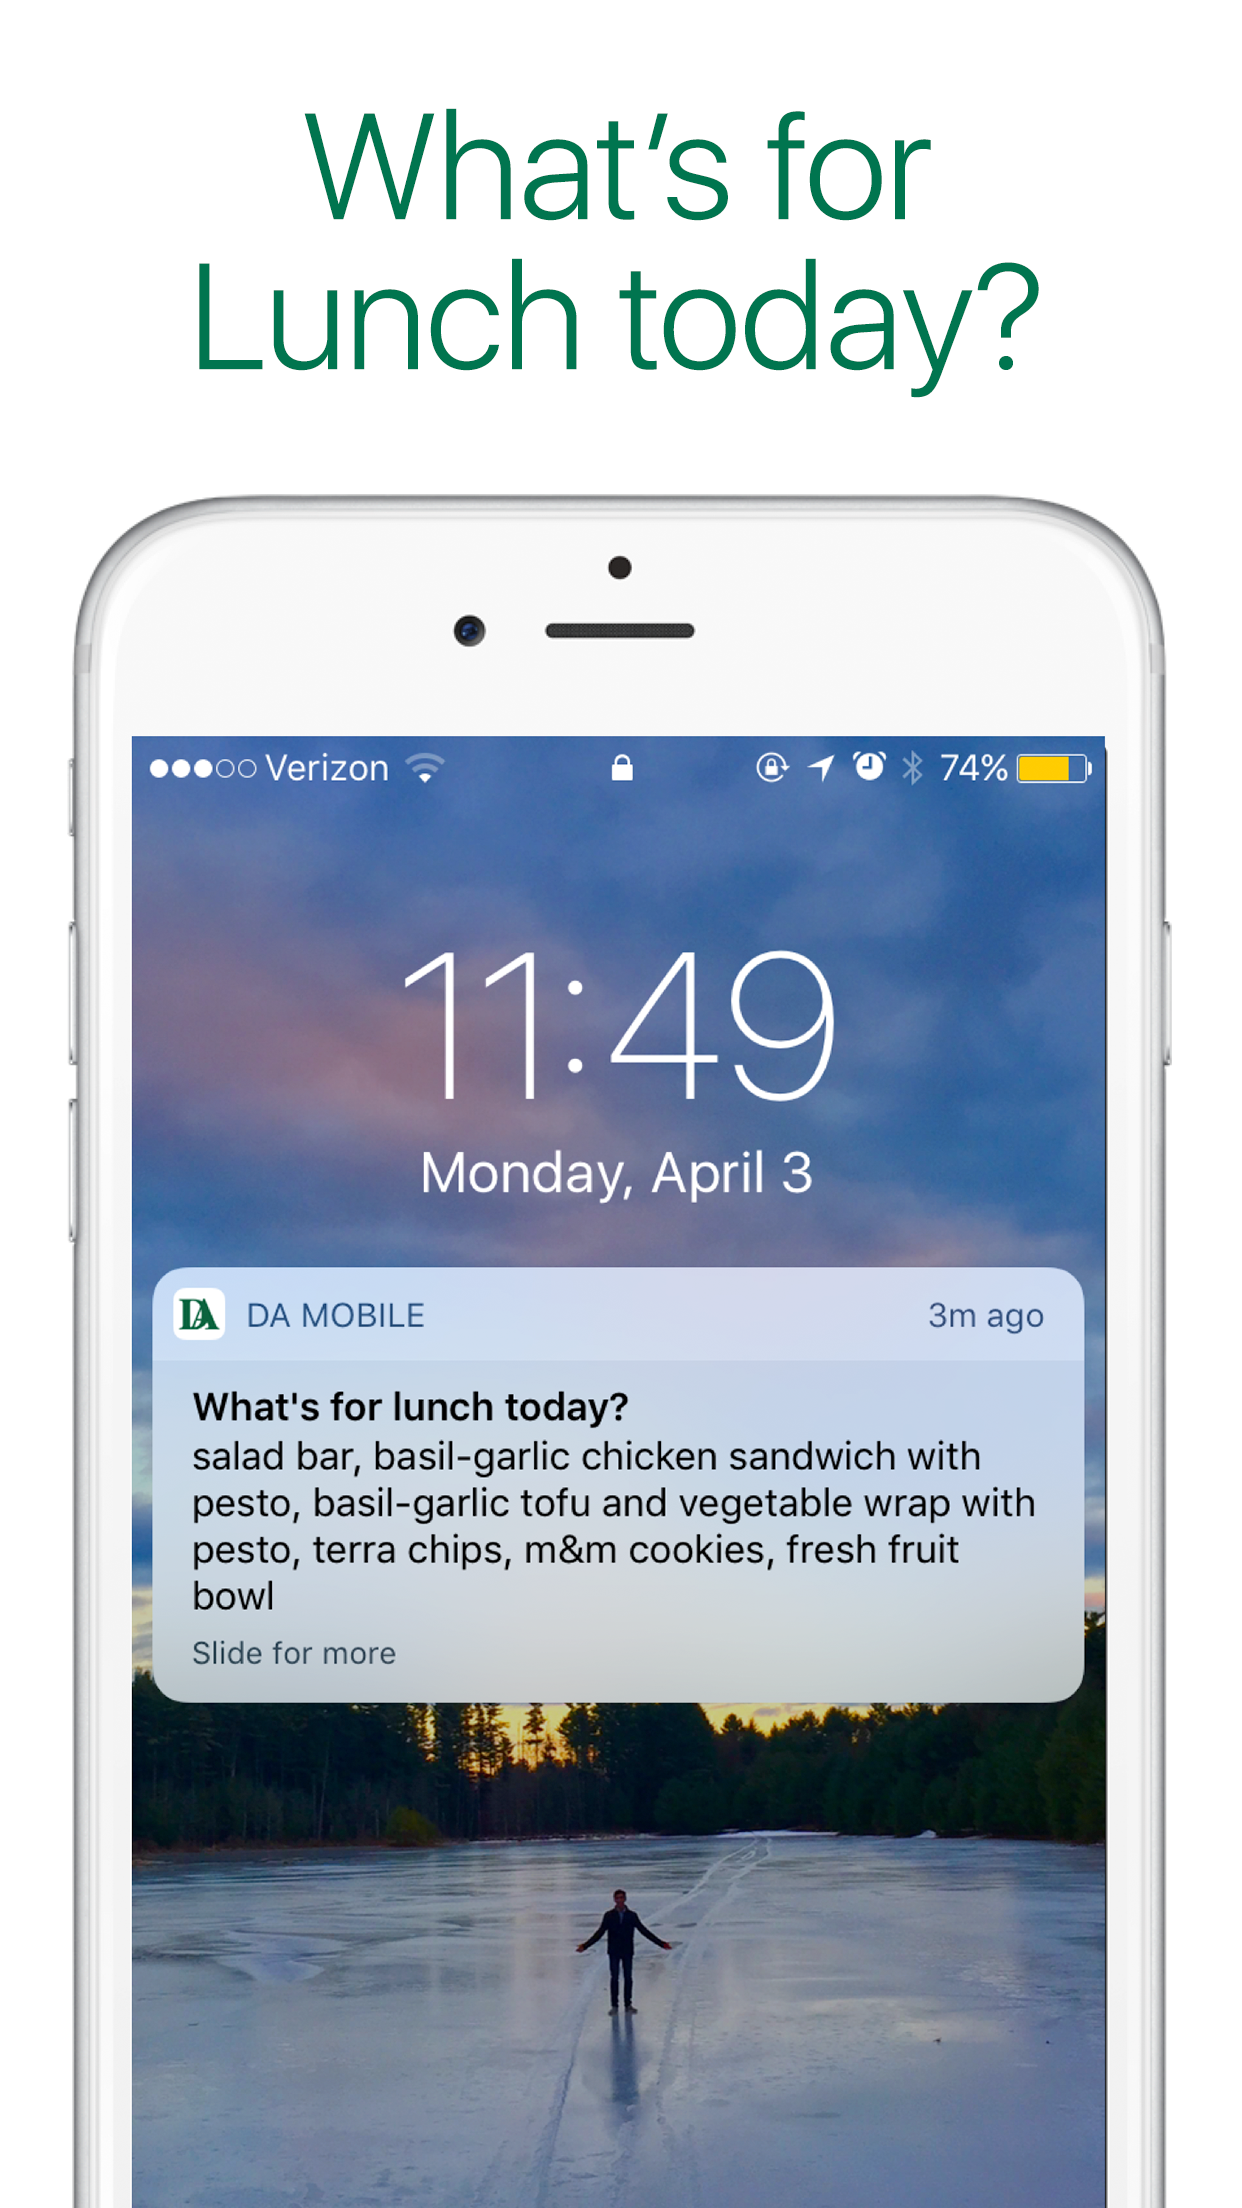 What's for
Lunch today?
Verizon
74%
11:49
Monday, April 3
DA DA MOBILE 3m ago
What's for lunch today?
salad bar, basil-garlic chicken sandwich with
pesto, basil-garlic tofu and vegetable wrap with
pesto, terra chips, m&m cookies, fresh fruit
bowl
Slide for more